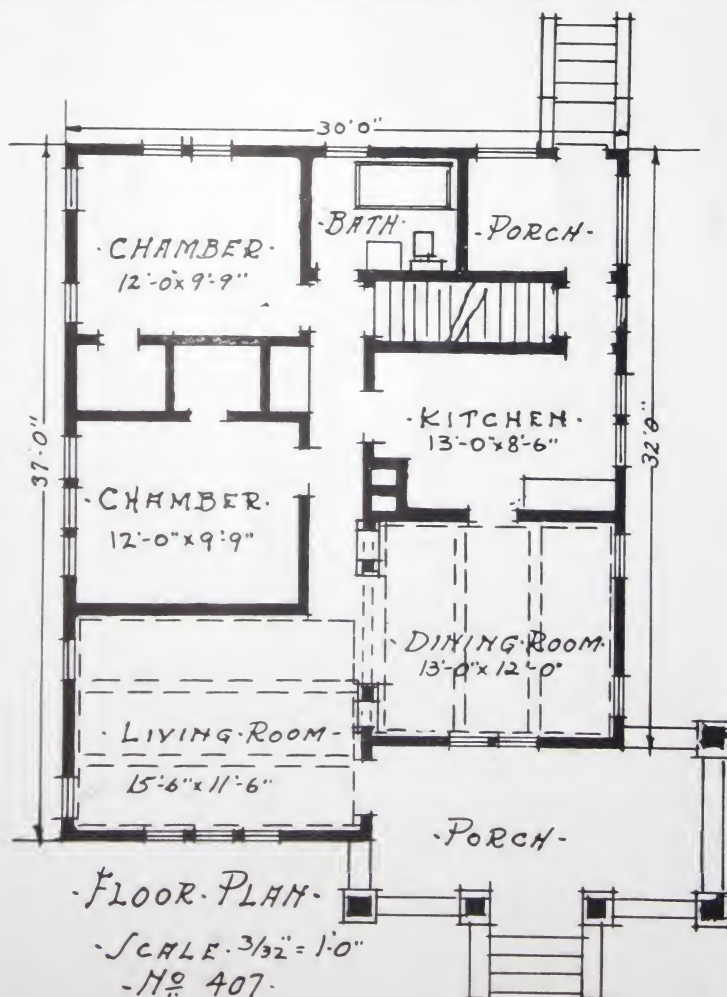 30'0"
·CHAMBER·
12'-0"x9'-9"
·BATH·
·PORCH·
37'-0"
32'0"
·KITCHEN·
13'-0"x8'-6"
·CHAMBER·
12'-0"x9'-9"
·DINING·ROOM·
13'-0"x12'-0"
·LIVING·ROOM·
15'-6"x11'-6"
·PORCH·
·FLOOR·PLAN·
·SCALE·3/32"=1'-0"
·Nº 407·